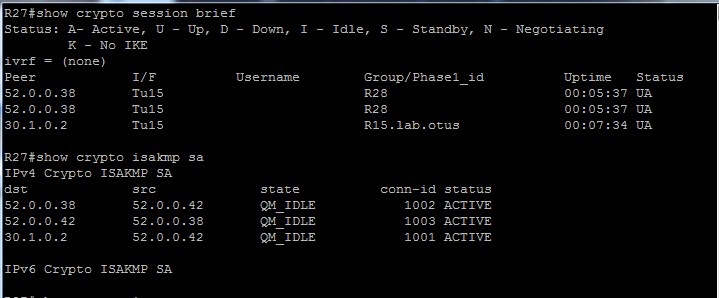 R27#show crypto session brief
Status: A- Active, U - Up, D - Down, I - Idle, S - Standby, N - Negotiating
K - No IKE
ivrf = (none)
Peer I/F Username Group/Phase1_id Uptime Status
52.0.0.38 Tu15 R28 00:05:37 UA
52.0.0.38 Tu15 R28 00:05:37 UA
30.1.0.2 Tu15 R15.lab.otus 00:07:34 UA
R27#show crypto isakmp sa
IPv4 Crypto ISAKMP SA
dst src state conn-id status
52.0.0.38 52.0.0.42 QM_IDLE 1002 ACTIVE
52.0.0.42 52.0.0.38 QM_IDLE 1003 ACTIVE
30.1.0.2 52.0.0.42 QM_IDLE 1001 ACTIVE
IPv6 Crypto ISAKMP SA